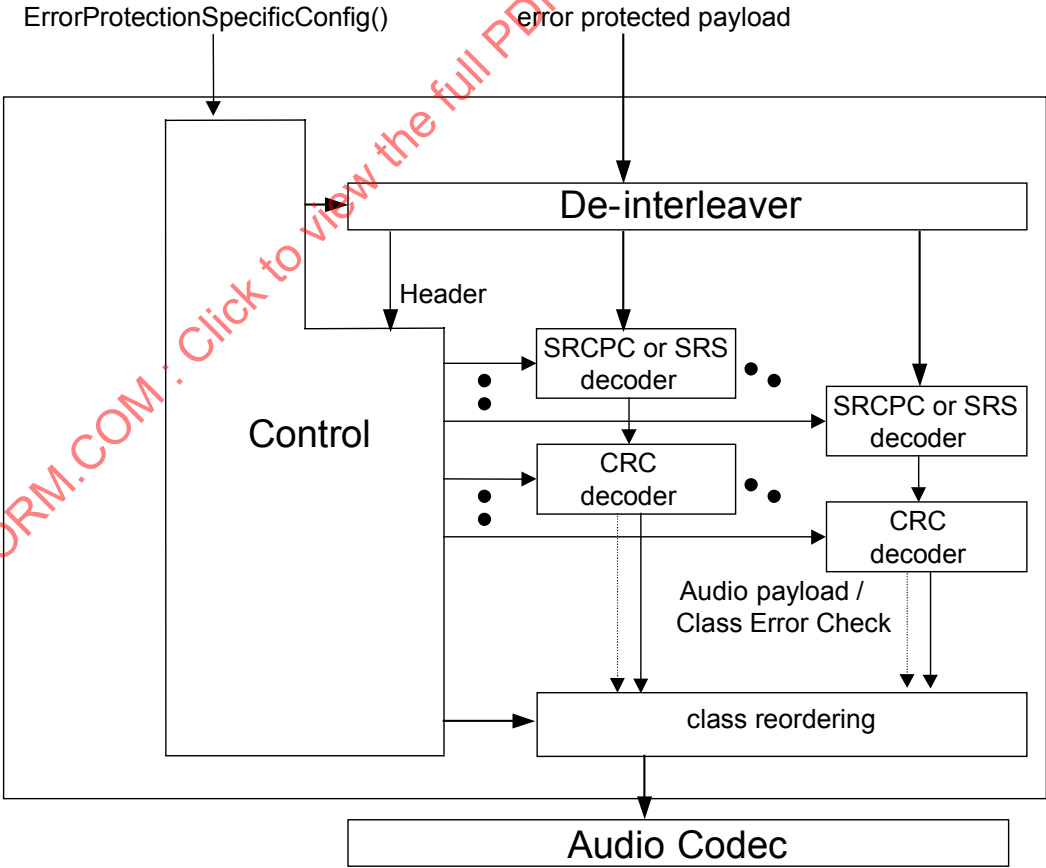 ErrorProtectionSpecificConfig()
error protected payload
De-interleaver
Header
SRCPC or SRS
decoder
SRCPC or SRS
decoder
Control
CRC
decoder
CRC
decoder
Audio payload /
Class Error Check
class reordering
Audio Codec
ORM.COM : Click to view the full PDF